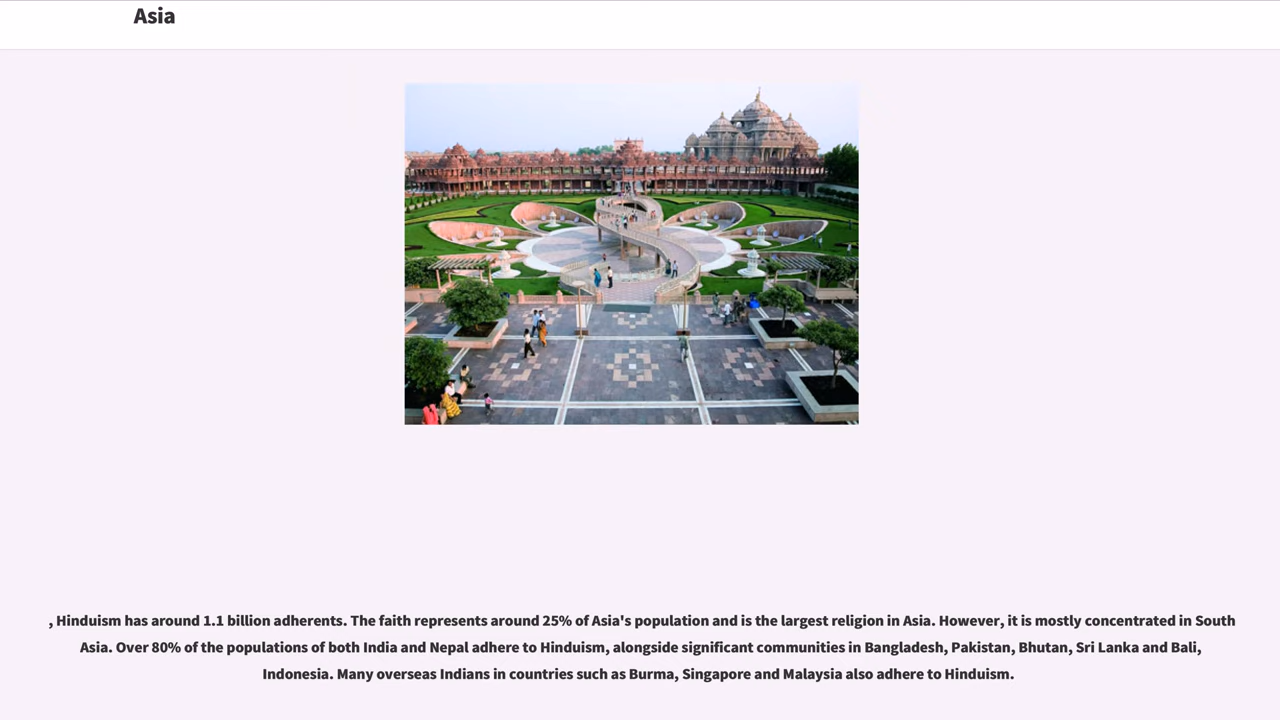 Asia
, Hinduism has around 1.1 billion adherents. The faith represents around 25% of Asia's population and is the largest religion in Asia. However, it is mostly concentrated in South
Asia. Over 80% of the populations of both India and Nepal adhere to Hinduism, alongside significant communities in Bangladesh, Pakistan, Bhutan, Sri Lanka and Bali,
Indonesia. Many overseas Indians in countries such as Burma, Singapore and Malaysia also adhere to Hinduism.